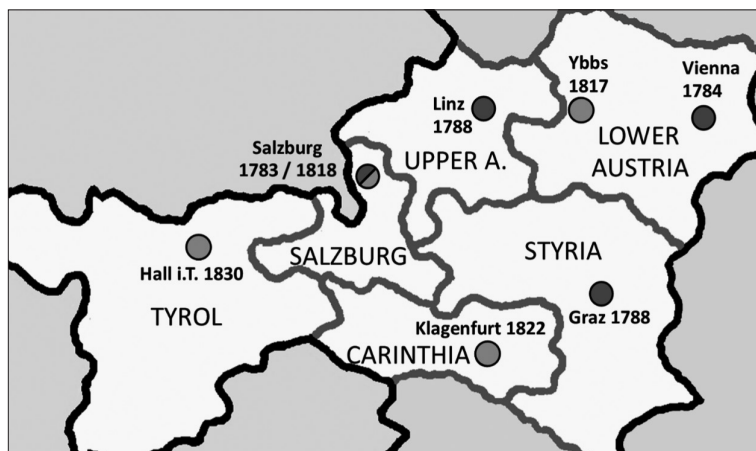 Ybbs
1817
Vienna
1784
Linz
1788
LOWER
AUSTRIA
Salzburg
1783 / 1818
UPPER A.
SALZBURG
STYRIA
Hall i.T. 1830
TYROL
Graz 1788
Klagenfurt 1822
CARINTHIA